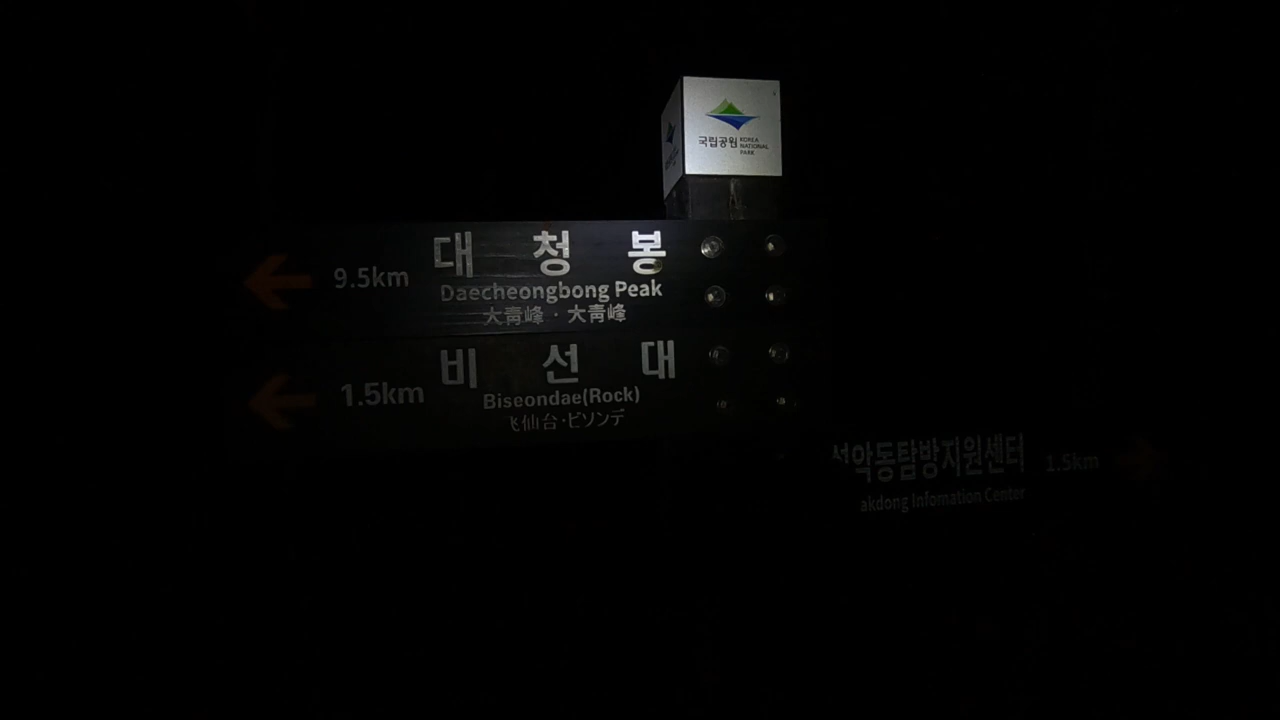 국립공원
KOREA
NATIONAL
PARK
9.5km
대 청 봉
Daecheongbong Peak
大青峰 · 大青峰
1.5km
비 선 대
Biseondae(Rock)
飞仙台·ビソンデ
설악동탐방지원센터
1.5km
akdong Infomation Center